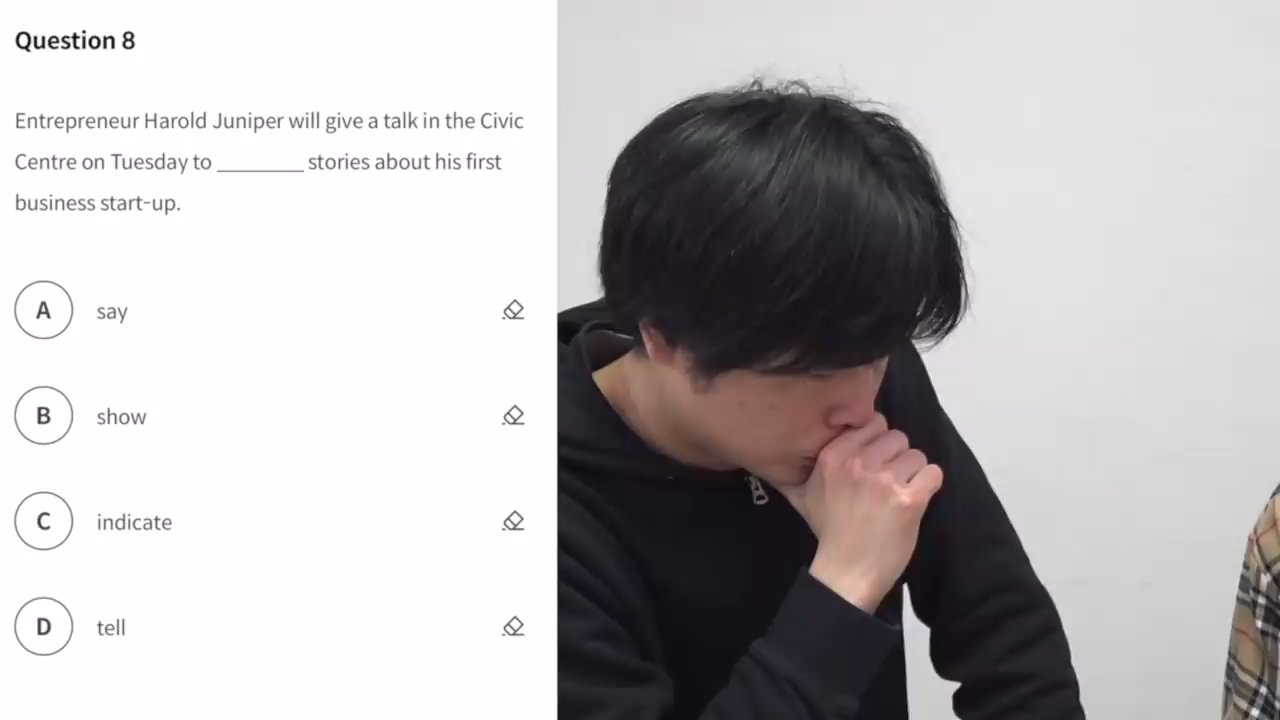 Question 8
Entrepreneur Harold Juniper will give a talk in the Civic
Centre on Tuesday to ________ stories about his first
business start-up.
A say
B show
C indicate
D tell